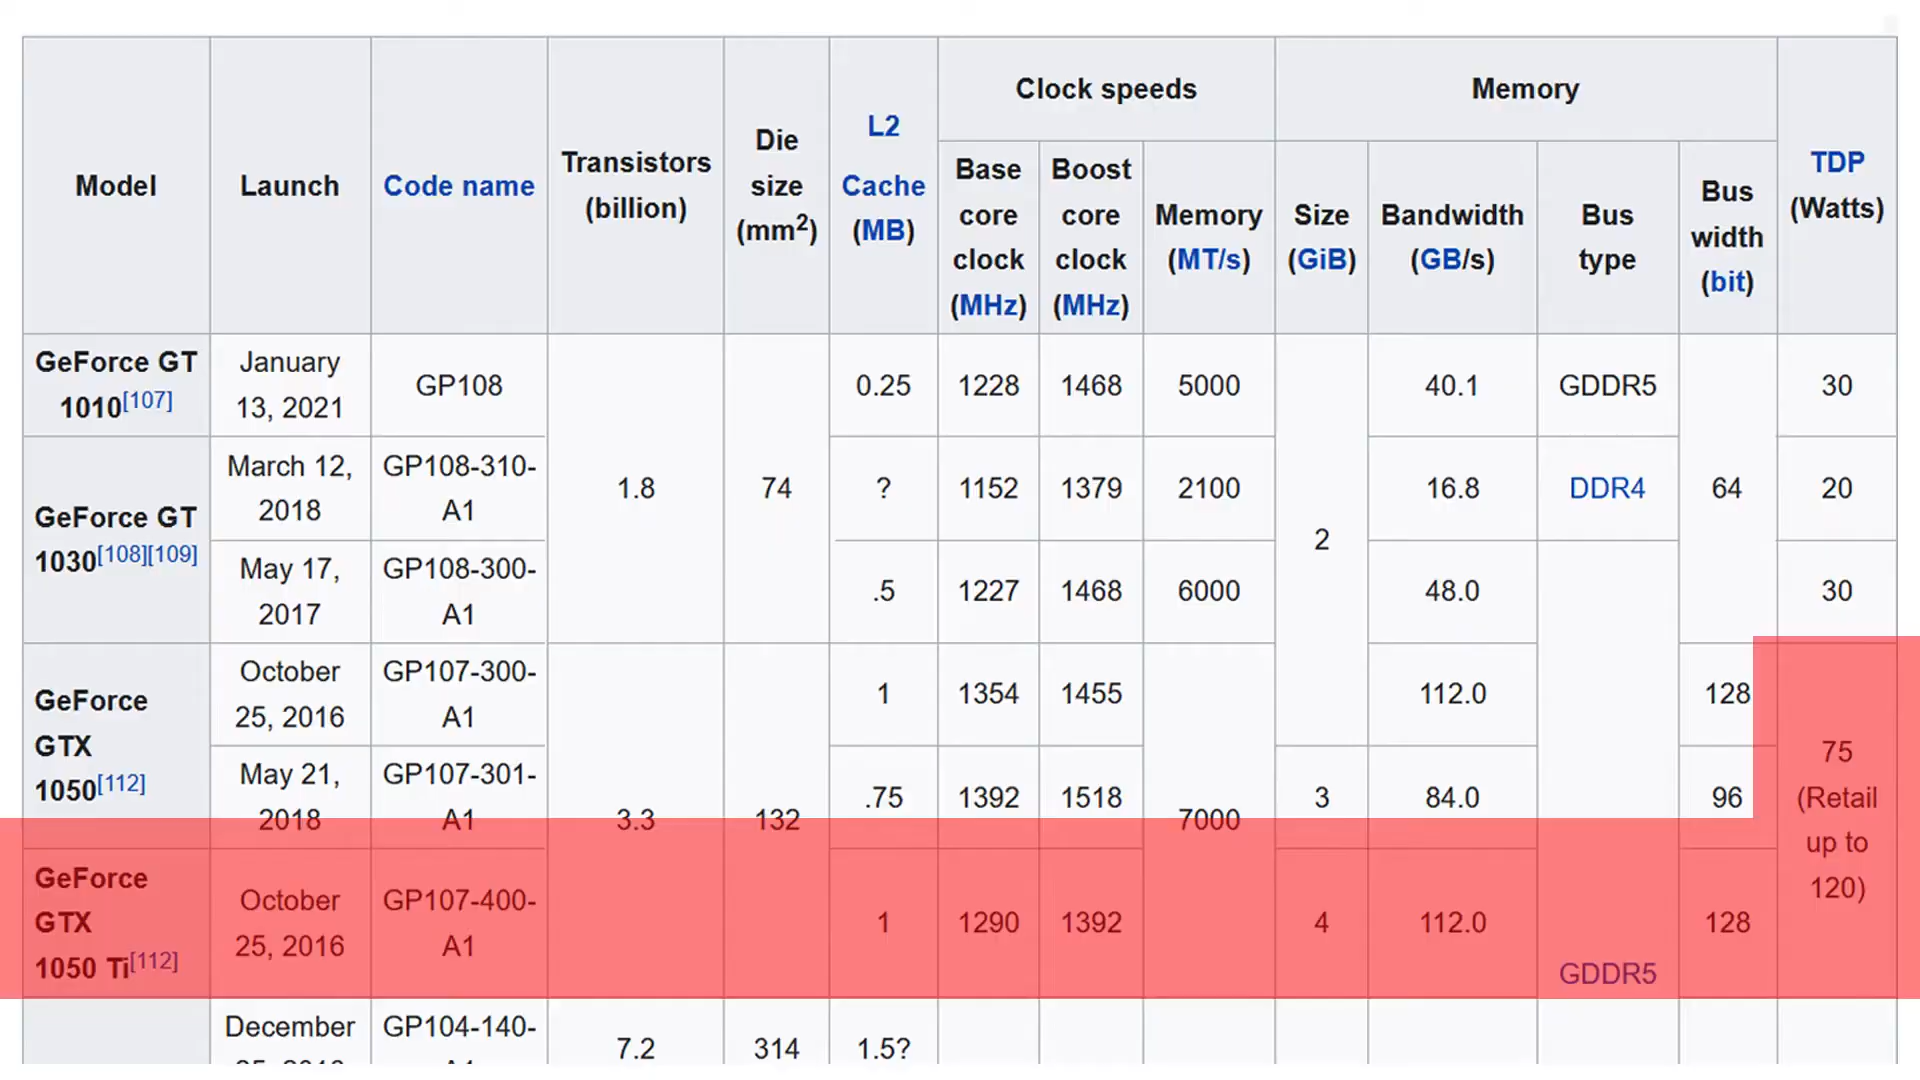 Model
Launch
Code name
Transistors
(billion)
Die
size
(mm²)
L2
Cache
(MB)
Clock speeds
Base
core
clock
(MHz)
Boost
core
clock
(MHz)
Memory
(MT/s)
Memory
Size
(GiB)
Bandwidth
(GB/s)
Bus
type
Bus
width
(bit)
TDP
(Watts)
GeForce GT
1010[107]
January
13, 2021
GP108
1.8
74
0.25
1228
1468
5000
2
40.1
GDDR5
64
30
GeForce GT
1030[108][109]
March 12,
2018
GP108-310-
A1
?
1152
1379
2100
16.8
DDR4
20
May 17,
2017
GP108-300-
A1
.5
1227
1468
6000
48.0
30
GeForce
GTX
1050[112]
October
25, 2016
GP107-300-
A1
3.3
132
1
1354
1455
7000
112.0
GDDR5
128
75
(Retail
up to
120)
May 21,
2018
GP107-301-
A1
.75
1392
1518
3
84.0
96
GeForce
GTX
1050 Ti[112]
October
25, 2016
GP107-400-
A1
1
1290
1392
4
112.0
128
December
GP104-140-
7.2
314
1.5?